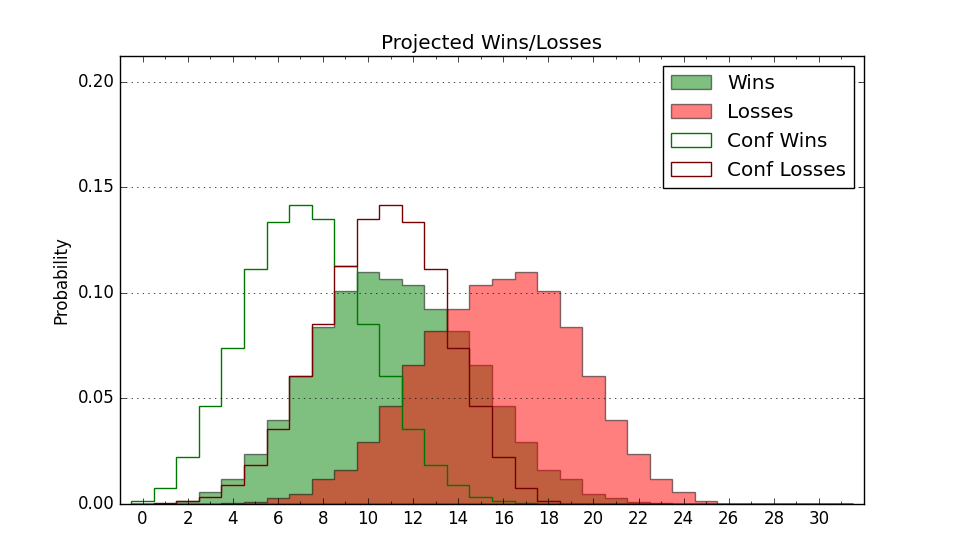 Projected Wins/Losses
Wins
Losses
Conf Wins
Conf Losses
Probability
0.20
0.15
0.10
0.05
0.00
0 2 4 6 8 10 12 14 16 18 20 22 24 26 28 30